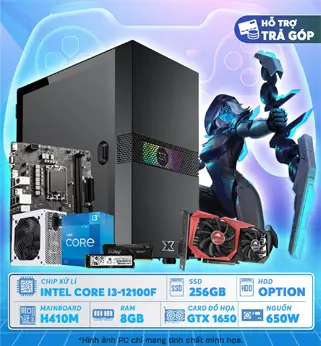 HỖ TRỢ
TRẢ GÓP
i3
intel
CORE
CHIP XỬ LÍ
INTEL CORE I3-12100F
SSD
SSD
256GB
HDD
OPTION
MAINBOARD
H410M
RAM
8GB
CARD ĐỒ HỌA
GTX 1650
NGUỒN
650W
*Hình ảnh PC chỉ mang tính chất minh họa.